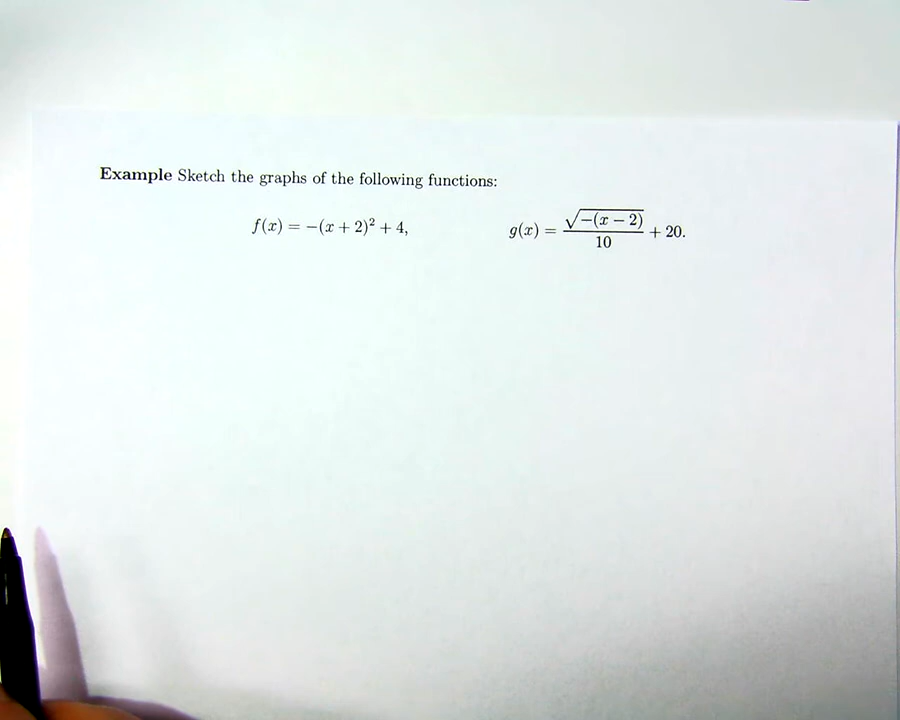 Example Sketch the graphs of the following functions:
f(x) = −(x + 2)² + 4, g(x) = √(−(x − 2))/10 + 20.